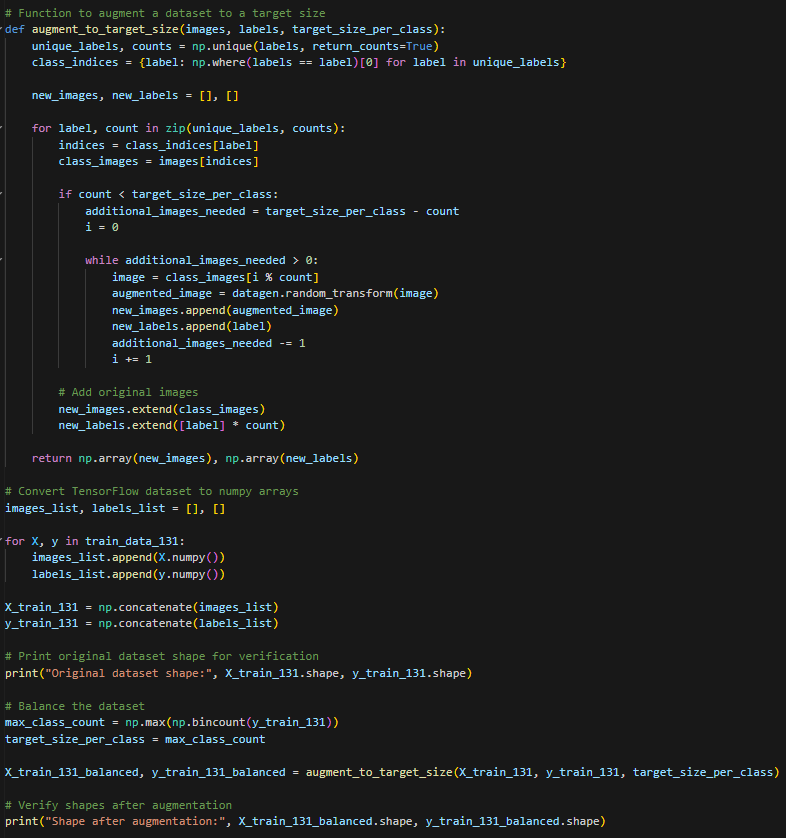 # Function to augment a dataset to a target size
def augment_to_target_size(images, labels, target_size_per_class):
    unique_labels, counts = np.unique(labels, return_counts=True)
    class_indices = {label: np.where(labels == label)[0] for label in unique_labels}

    new_images, new_labels = [], []

    for label, count in zip(unique_labels, counts):
        indices = class_indices[label]
        class_images = images[indices]

        if count < target_size_per_class:
            additional_images_needed = target_size_per_class - count
            i = 0

            while additional_images_needed > 0:
                image = class_images[i % count]
                augmented_image = datagen.random_transform(image)
                new_images.append(augmented_image)
                new_labels.append(label)
                additional_images_needed -= 1
                i += 1

        # Add original images
        new_images.extend(class_images)
        new_labels.extend([label] * count)

    return np.array(new_images), np.array(new_labels)

# Convert TensorFlow dataset to numpy arrays
images_list, labels_list = [], []

for X, y in train_data_131:
    images_list.append(X.numpy())
    labels_list.append(y.numpy())

X_train_131 = np.concatenate(images_list)
y_train_131 = np.concatenate(labels_list)

# Print original dataset shape for verification
print("Original dataset shape:", X_train_131.shape, y_train_131.shape)

# Balance the dataset
max_class_count = np.max(np.bincount(y_train_131))
target_size_per_class = max_class_count

X_train_131_balanced, y_train_131_balanced = augment_to_target_size(X_train_131, y_train_131, target_size_per_class)

# Verify shapes after augmentation
print("Shape after augmentation:", X_train_131_balanced.shape, y_train_131_balanced.shape)